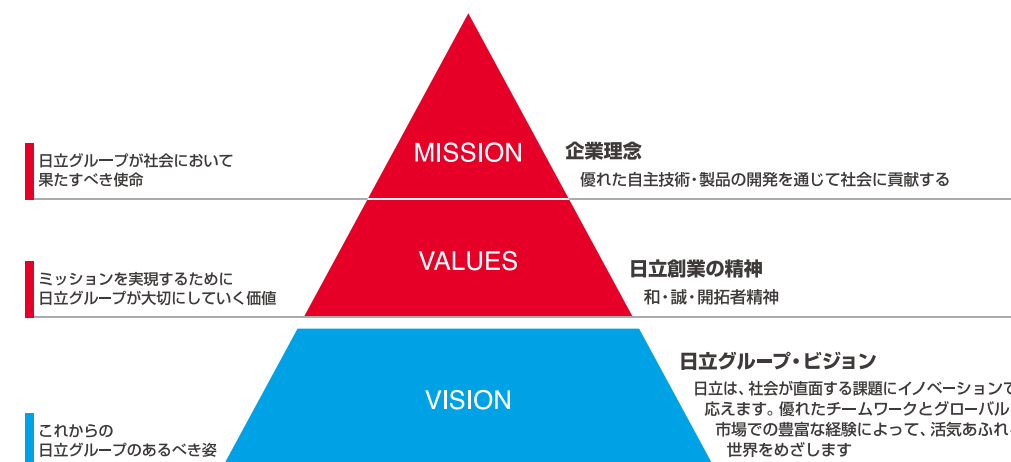 日立グループが社会において
果たすべき使命
MISSION
企業理念
優れた自主技術・製品の開発を通じて社会に貢献する
ミッションを実現するために
日立グループが大切にしていく価値
VALUES
日立創業の精神
和・誠・開拓者精神
これからの
日立グループのあるべき姿
VISION
日立グループ・ビジョン
日立は、社会が直面する課題にイノベーションで
応えます。優れたチームワークとグローバル
市場での豊富な経験によって、活気あふれ
世界をめざします